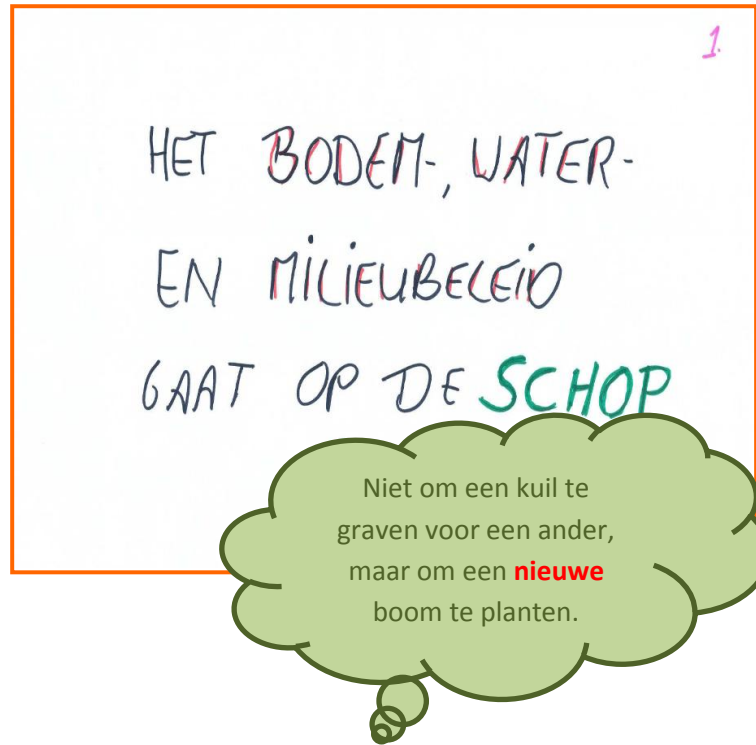 1.
HET BODEM-, WATER-
EN MILIEUBELEID
GAAT OP DE SCHOP
Niet om een kuil te
graven voor een ander,
maar om een nieuwe
boom te planten.